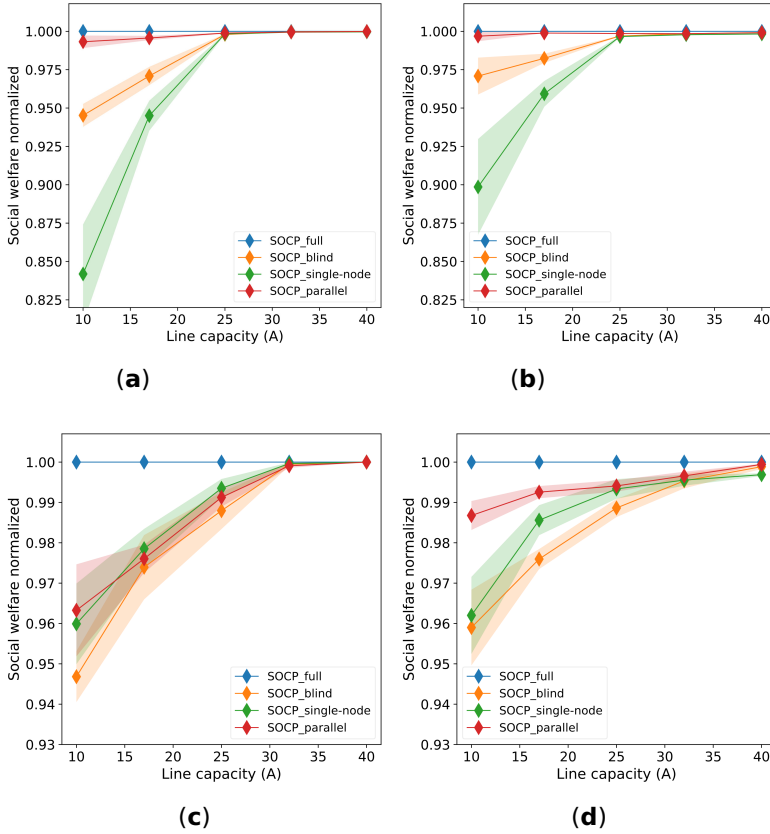 Social welfare normalized
1.000
0.975
0.950
0.925
0.900
0.875
0.850
0.825
SOCP_full
SOCP_blind
SOCP_single-node
SOCP_parallel
10 15 20 25 30 35 40
Line capacity (A)
(a)
Social welfare normalized
1.000
0.975
0.950
0.925
0.900
0.875
0.850
0.825
SOCP_full
SOCP_blind
SOCP_single-node
SOCP_parallel
10 15 20 25 30 35 40
Line capacity (A)
(b)
Social welfare normalized
1.00
0.99
0.98
0.97
0.96
0.95
0.94
0.93
SOCP_full
SOCP_blind
SOCP_single-node
SOCP_parallel
10 15 20 25 30 35 40
Line capacity (A)
(c)
Social welfare normalized
1.00
0.99
0.98
0.97
0.96
0.95
0.94
0.93
SOCP_full
SOCP_blind
SOCP_single-node
SOCP_parallel
10 15 20 25 30 35 40
Line capacity (A)
(d)